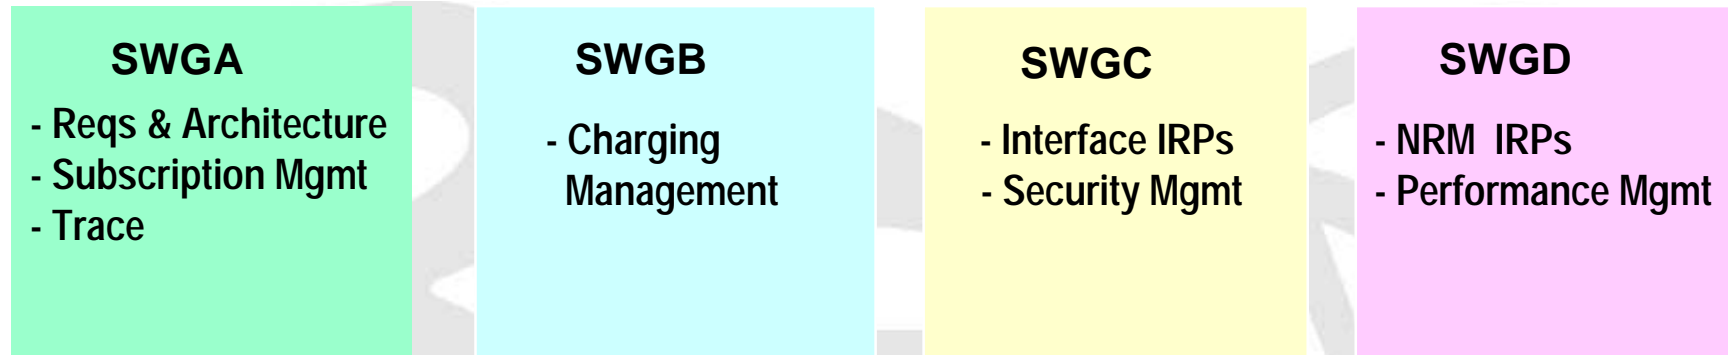 SWGA
- Reqs & Architecture
- Subscription Mgmt
- Trace
SWGB
- Charging
Management
SWGC
- Interface IRPs
- Security Mgmt
SWGD
- NRM IRPs
- Performance Mgmt